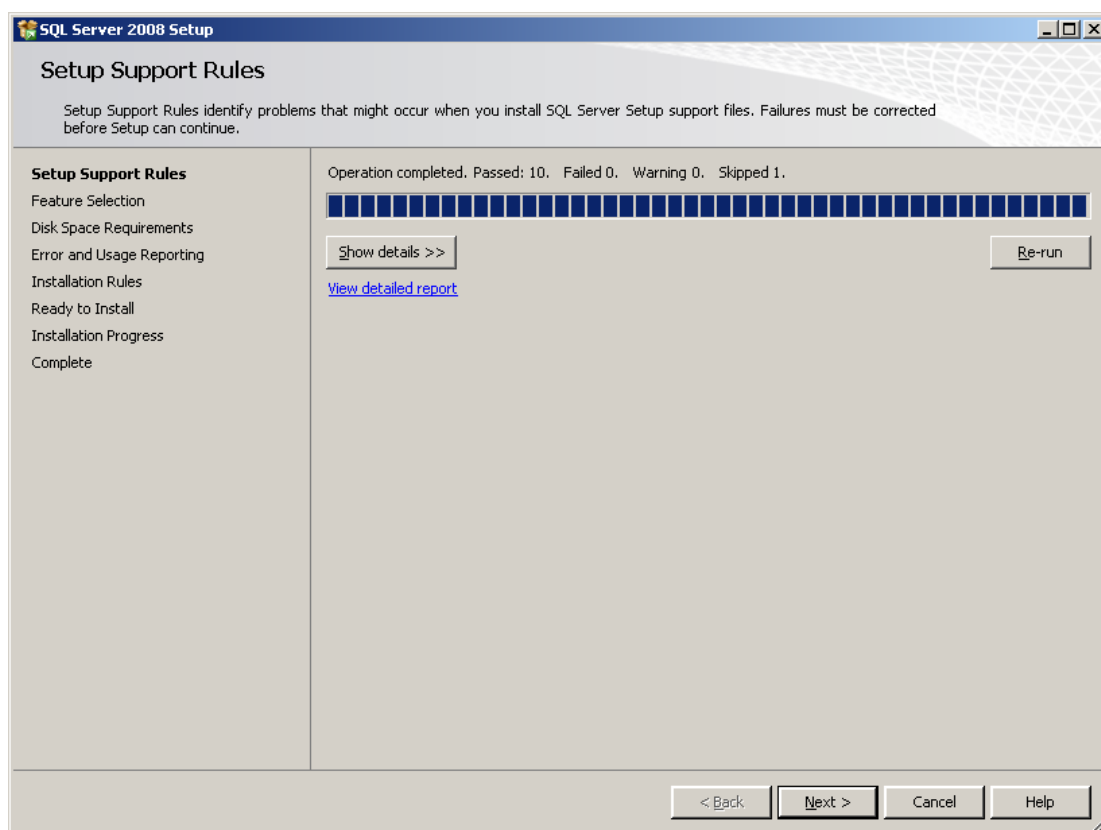 SQL Server 2008 Setup
Setup Support Rules
Setup Support Rules identify problems that might occur when you install SQL Server Setup support files. Failures must be corrected
before Setup can continue.
Setup Support Rules
Feature Selection
Disk Space Requirements
Error and Usage Reporting
Installation Rules
Ready to Install
Installation Progress
Complete
Operation completed. Passed: 10.   Failed 0.   Warning 0.   Skipped 1.
Show details >>
Re-run
View detailed report
< Back
Next >
Cancel
Help